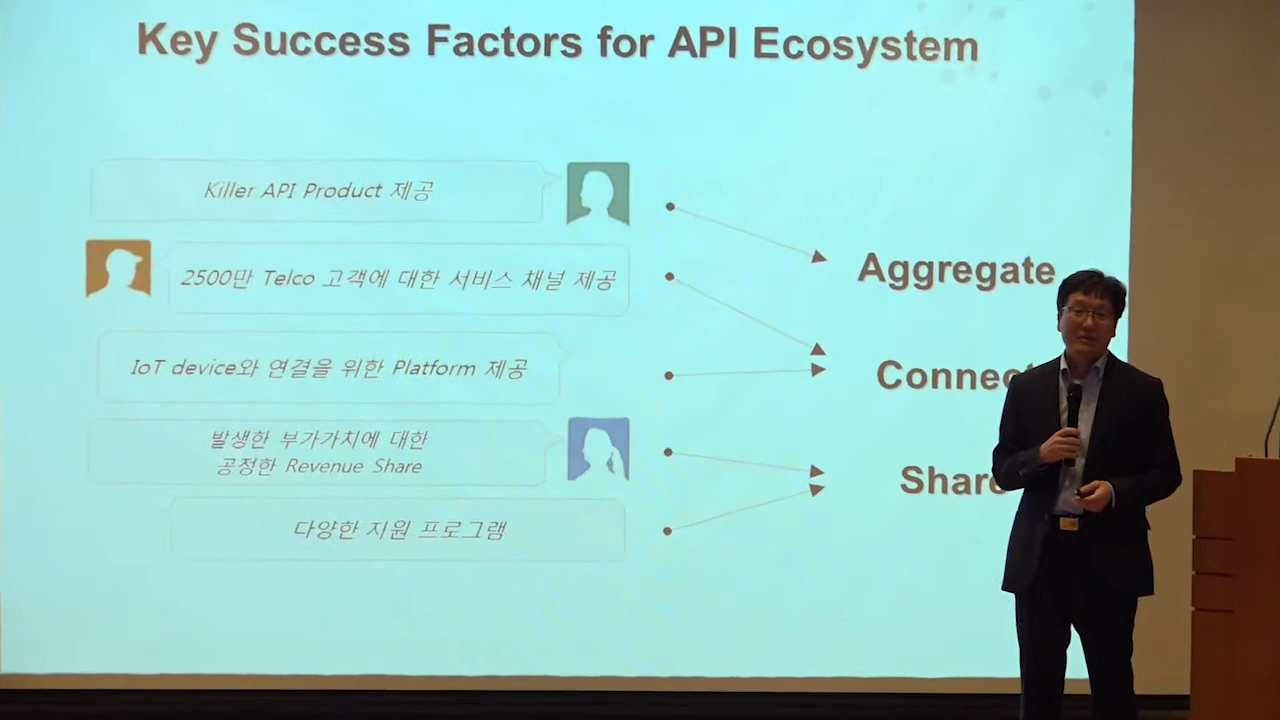 Key Success Factors for API Ecosystem
Killer API Product 제공
2500만 Telco 고객에 대한 서비스 채널 제공
IoT device와 연결을 위한 Platform 제공
발생한 부가가치에 대한
공정한 Revenue Share
다양한 지원 프로그램
Aggregate
Connect
Share